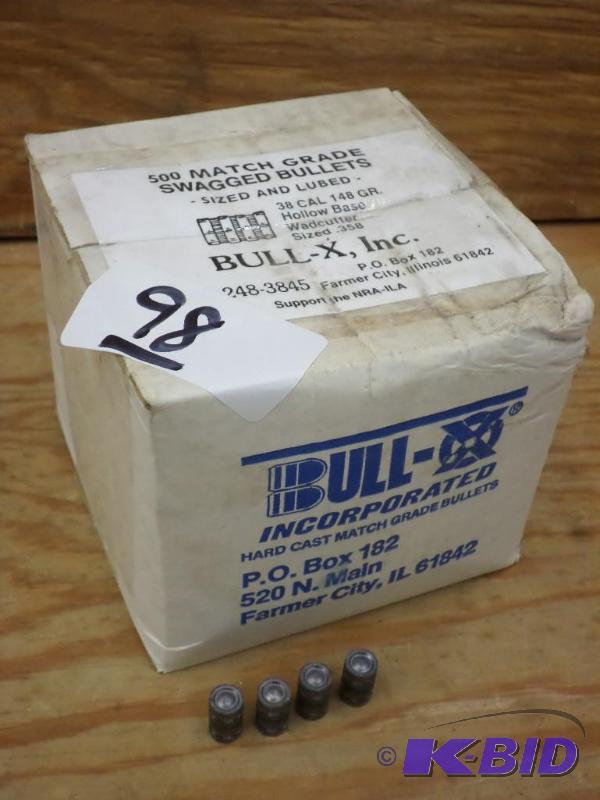 500 MATCH GRADE
SWAGGED BULLETS
- SIZED AND LUBED -
38 CAL 148 GR.
Hollow Base
Wadcutter
Sized .358
BULL-X, Inc.
P.O. Box 182
248-3845 Farmer City, Illinois 61842
Support the NRA-ILA
98
BULL-X®
INCORPORATED
HARD CAST MATCH GRADE BULLETS
P.O. Box 182
520 N. Main
Farmer City, IL 61842
© K-BID